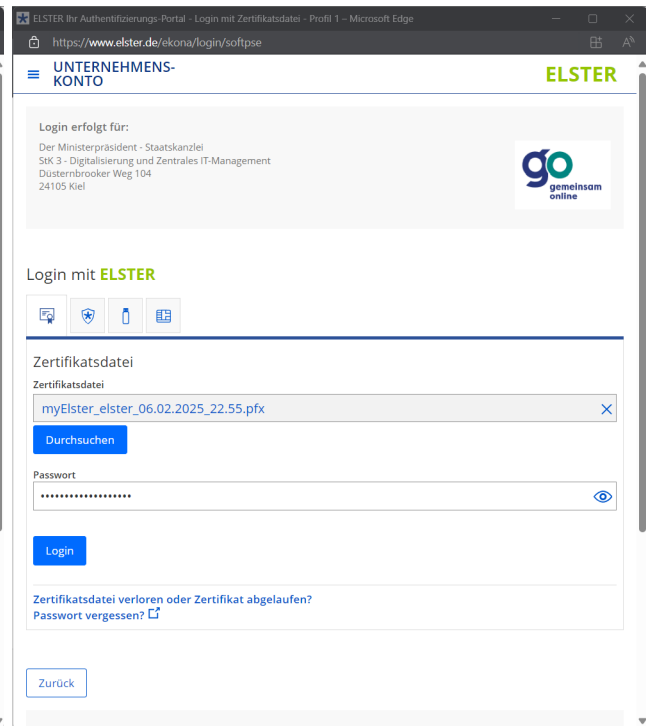 ELSTER Ihr Authentifizierungs-Portal - Login mit Zertifikatsdatei - Profil 1 – Microsoft Edge
https://www.elster.de/ekona/login/softpse
UNTERNEHMENS-
KONTO
ELSTER
Login erfolgt für:
Der Ministerpräsident - Staatskanzlei
StK 3 - Digitalisierung und Zentrales IT-Management
Düsternbrooker Weg 104
24105 Kiel
go
gemeinsam
online
Login mit ELSTER
Zertifikatsdatei
Zertifikatsdatei
myElster_elster_06.02.2025_22.55.pfx
Durchsuchen
Passwort
••••••••••••••••••
Login
Zertifikatsdatei verloren oder Zertifikat abgelaufen?
Passwort vergessen?
Zurück